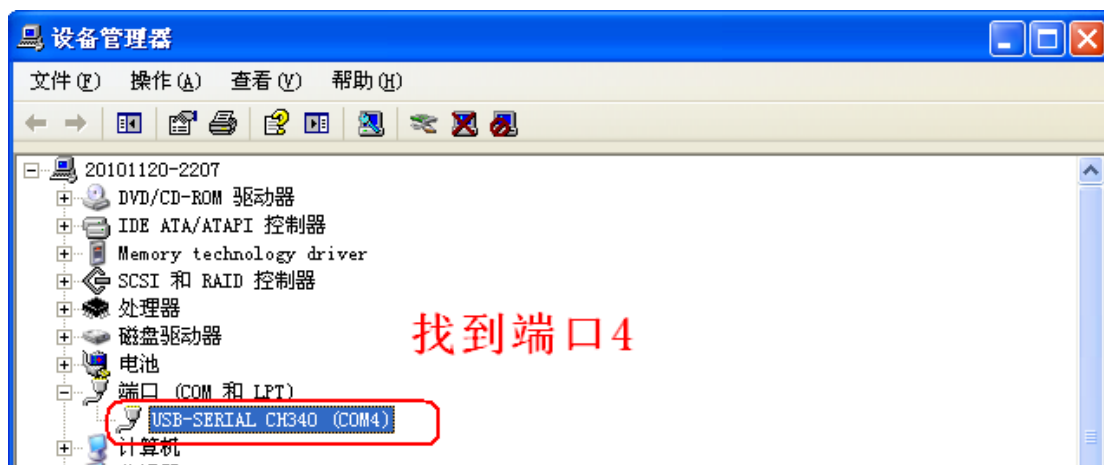 设备管理器
文件(F) 操作(A) 查看(V) 帮助(H)
20101120-2207
DVD/CD-ROM 驱动器
IDE ATA/ATAPI 控制器
Memory technology driver
SCSI 和 RAID 控制器
处理器
磁盘驱动器
找到端口4
电池
端口 (COM 和 LPT)
USB-SERIAL CH340 (COM4)
计算机